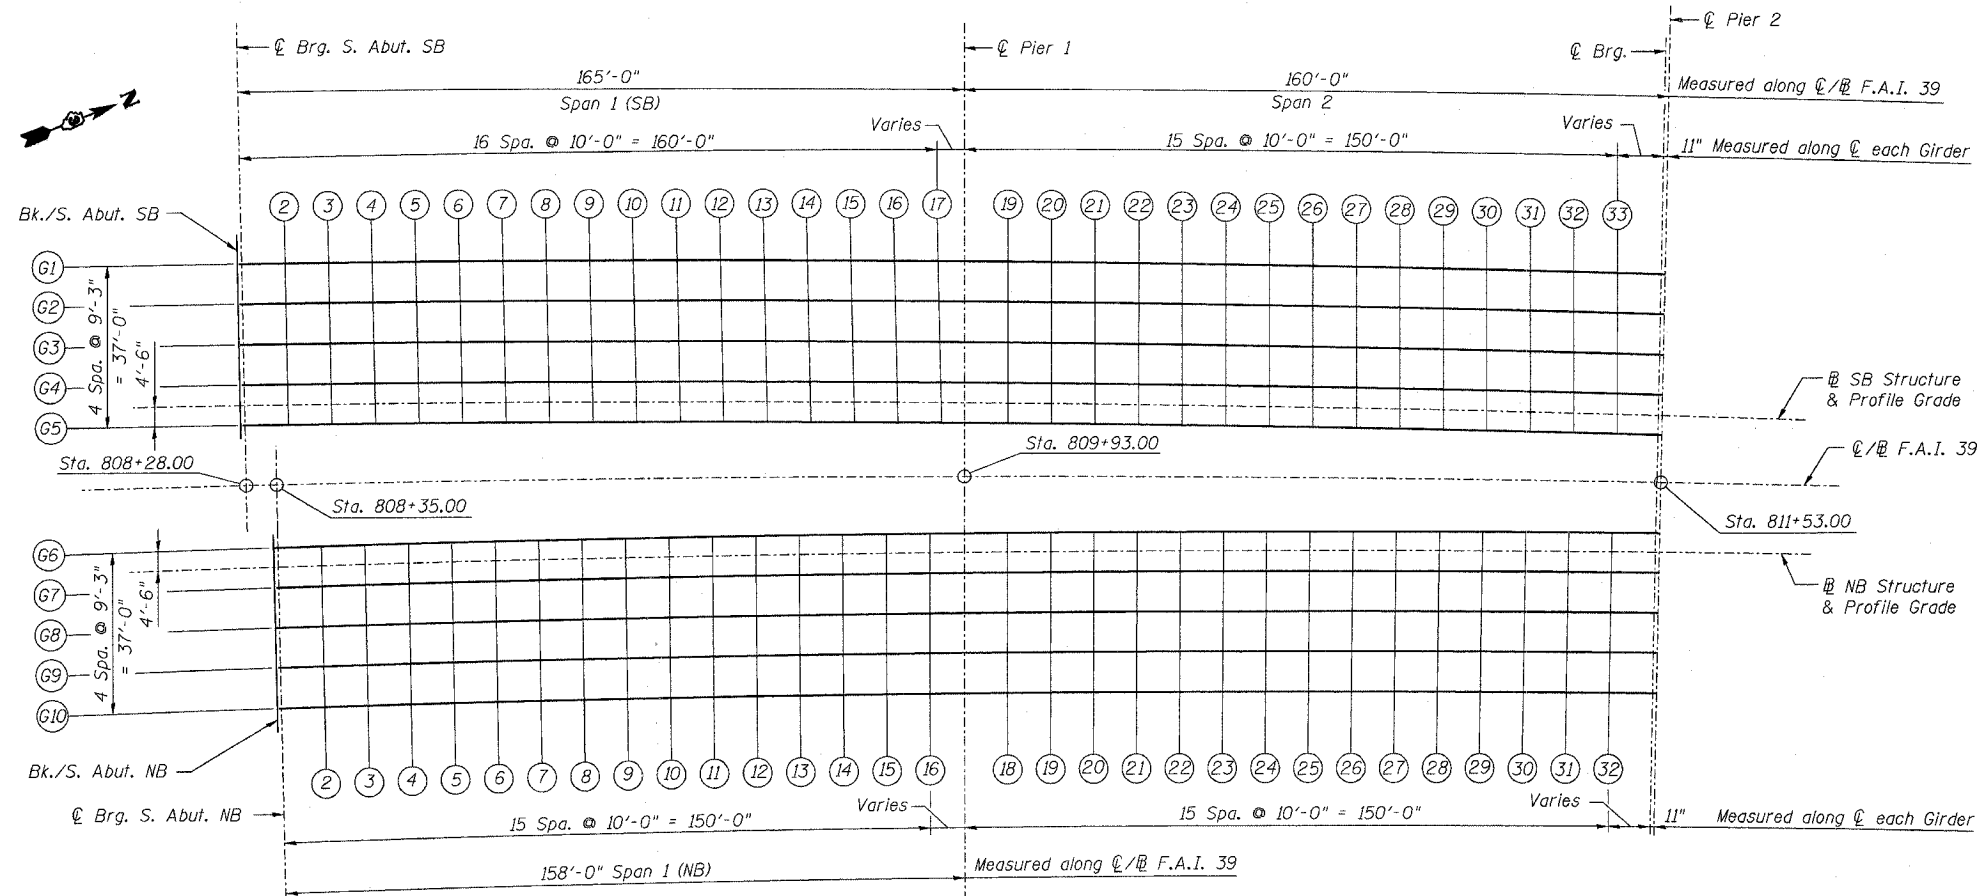 ℄ Pier 2
℄ Brg. S. Abut. SB
℄ Pier 1
℄ Brg.
165'-0"
160'-0"
Measured along ℄/ⴲ F.A.I. 39
Span 1 (SB)
Span 2
N
Varies
Varies
16 Spa. @ 10'-0" = 160'-0"
15 Spa. @ 10'-0" = 150'-0"
11" Measured along ℄ each Girder
Bk./S. Abut. SB
2 3 4 5 6 7 8 9 10 11 12 13 14 15 16 17 19 20 21 22 23 24 25 26 27 28 29 30 31 32 33
G1
G2
G3
G4
G5
4 Spa. @ 9'-3"
= 37'-0"
4'-6"
BL SB Structure
& Profile Grade
Sta. 809+93.00
℄/BL F.A.I. 39
Sta. 808+28.00
Sta. 808+35.00
Sta. 811+53.00
G6
G7
G8
G9
G10
4 Spa. @ 9'-3"
= 37'-0"
4'-6"
BL NB Structure
& Profile Grade
Bk./S. Abut. NB
2 3 4 5 6 7 8 9 10 11 12 13 14 15 16 18 19 20 21 22 23 24 25 26 27 28 29 30 31 32
℄ Brg. S. Abut. NB
Varies
Varies
15 Spa. @ 10'-0" = 150'-0"
15 Spa. @ 10'-0" = 150'-0"
11" Measured along ℄ each Girder
158'-0" Span 1 (NB)
Measured along ℄/BL F.A.I. 39